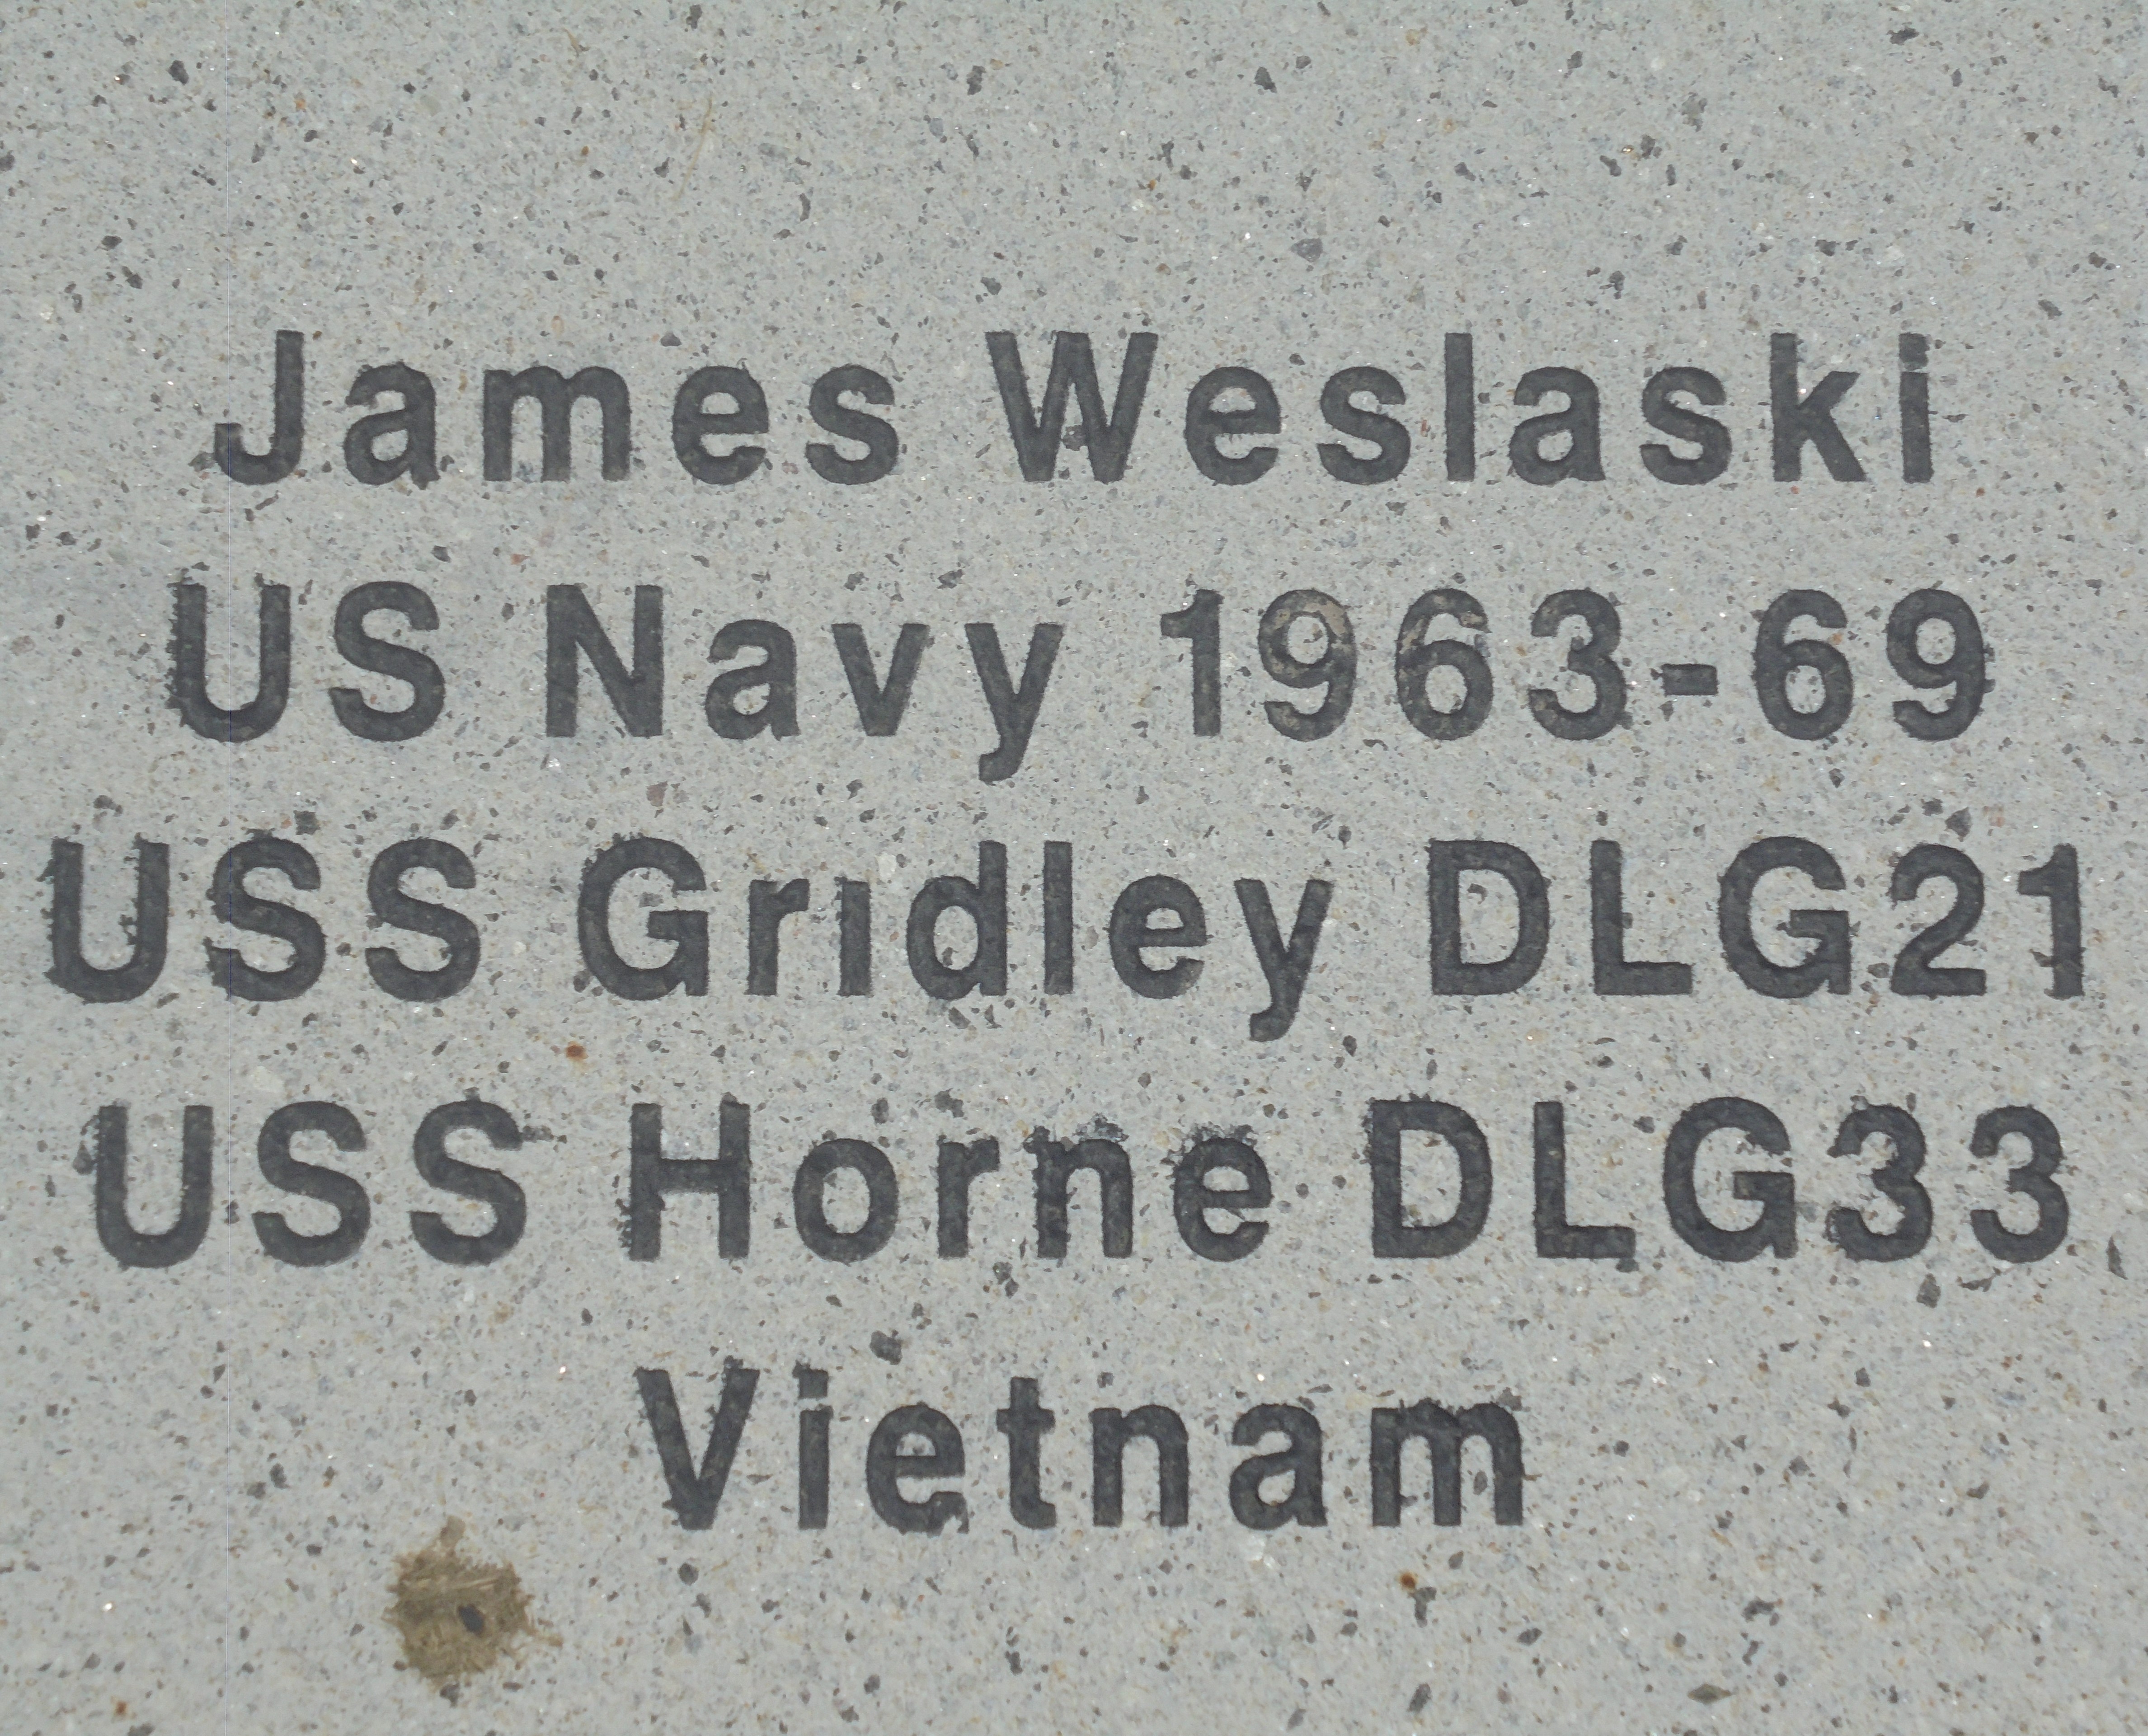 James Weslaski
US Navy 1963-69
USS Gridley DLG21
USS Horne DLG33
Vietnam